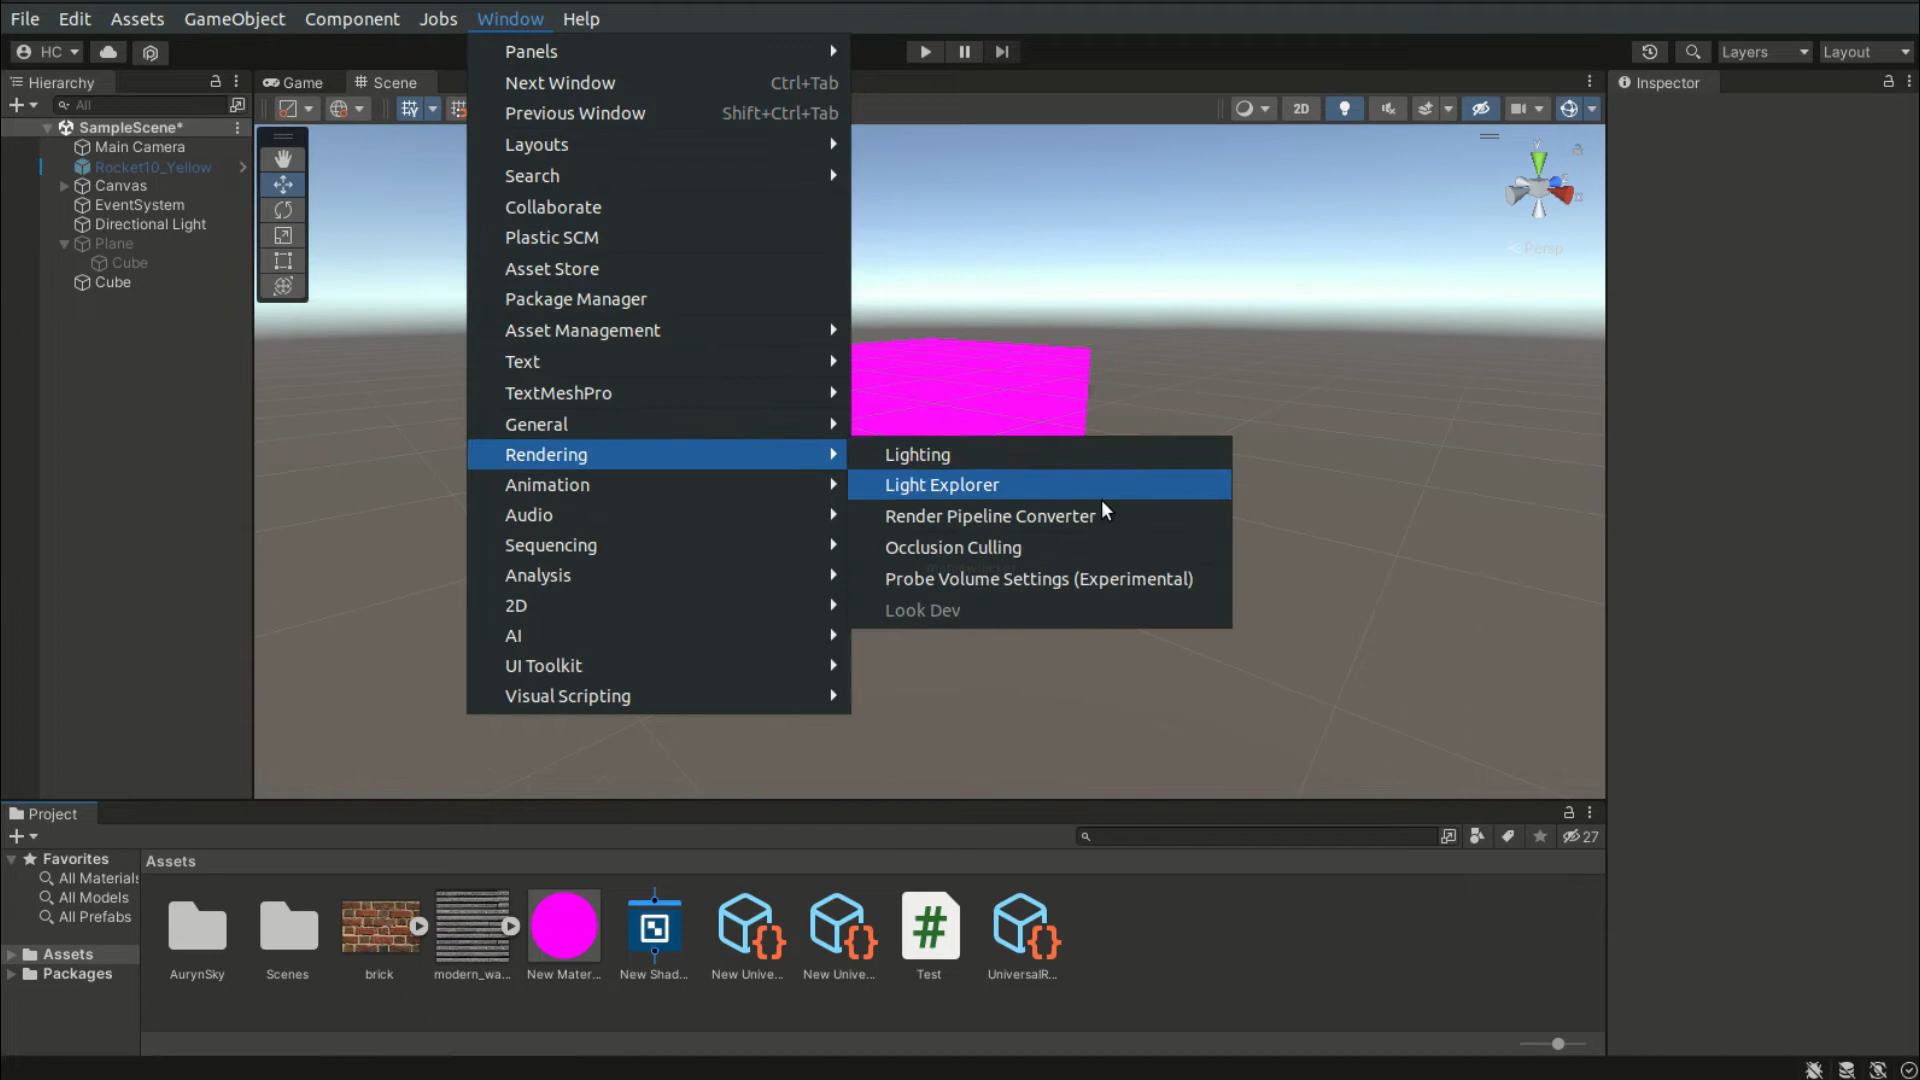 File Edit Assets GameObject Component Jobs Window Help
HC Layers Layout
Hierarchy
All
SampleScene*
Main Camera
Rocket10_Yellow
Canvas
EventSystem
Directional Light
Plane
Cube
Cube
Game Scene
2D
Panels
Next Window Ctrl+Tab
Previous Window Shift+Ctrl+Tab
Layouts
Search
Collaborate
Plastic SCM
Asset Store
Package Manager
Asset Management
Text
TextMeshPro
General
Rendering
Animation
Audio
Sequencing
Analysis
2D
AI
UI Toolkit
Visual Scripting
Lighting
Light Explorer
Render Pipeline Converter
Occlusion Culling
Probe Volume Settings (Experimental)
Look Dev
y
z
x
Persp
Inspector
Project
27
Favorites
All Materials
All Models
All Prefabs
Assets
Packages
Assets
AurynSky
Scenes
brick
modern_wa...
New Mater...
New Shad...
New Unive...
New Unive...
#
Test
UniversalR...